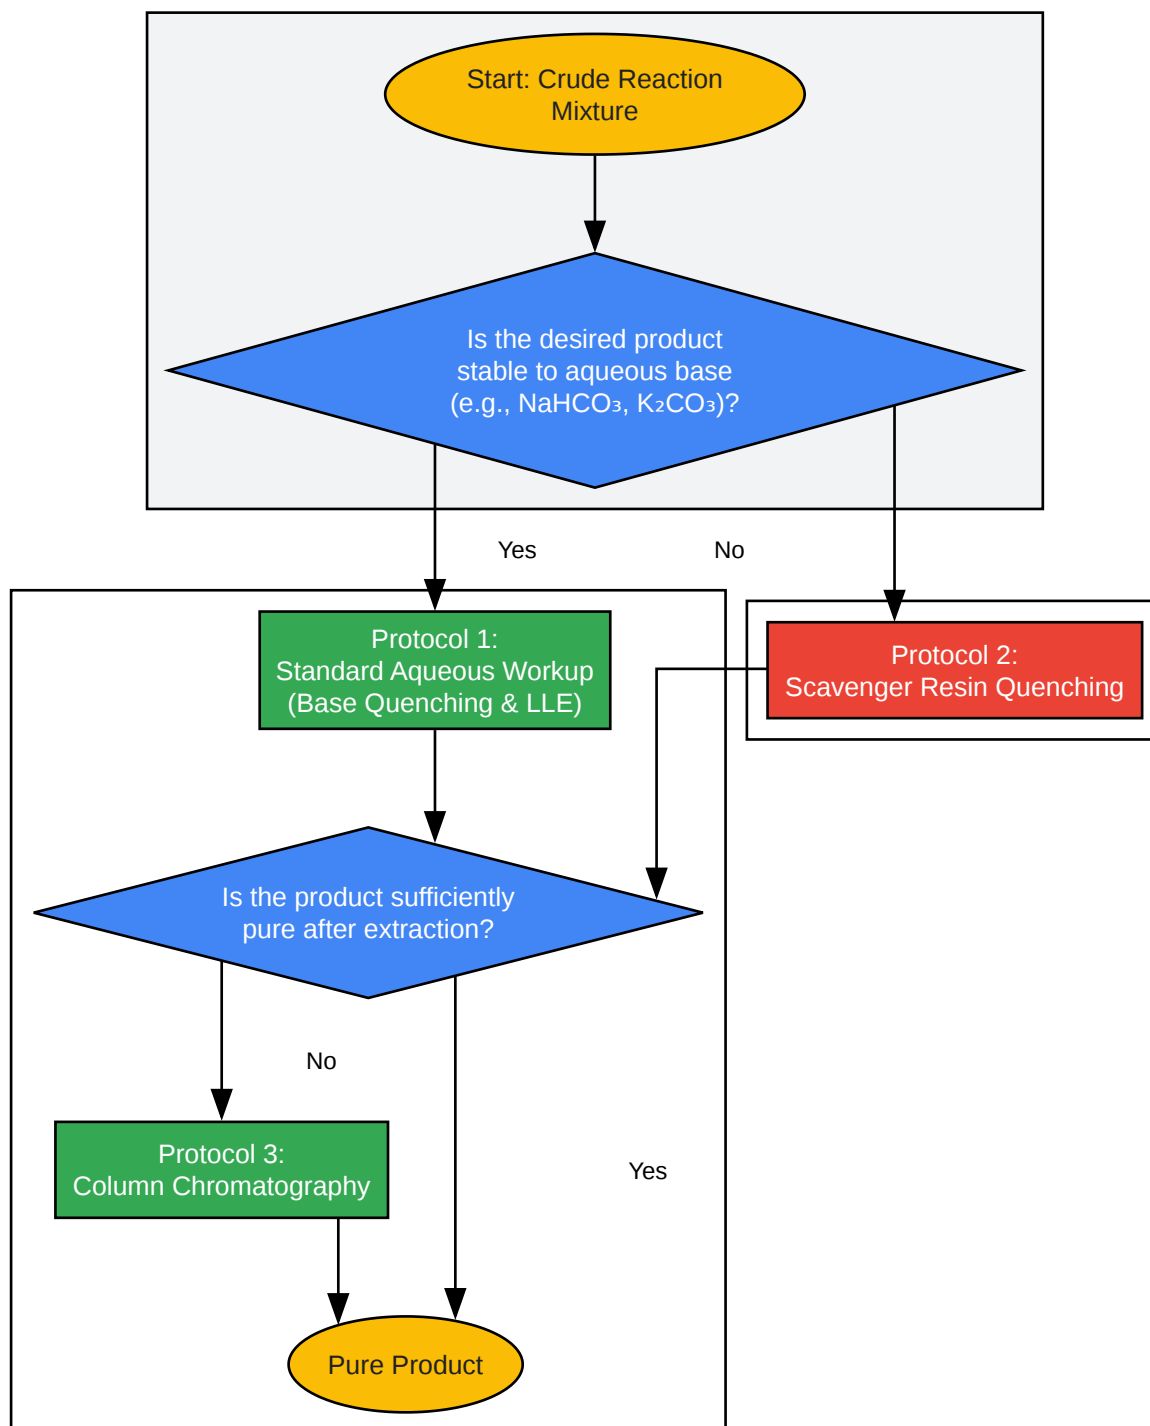 Start: Crude Reaction
Mixture
Is the desired product
stable to aqueous base
(e.g., NaHCO₃, K₂CO₃)?
Yes
No
Protocol 1:
Standard Aqueous Workup
(Base Quenching & LLE)
Protocol 2:
Scavenger Resin Quenching
Is the product sufficiently
pure after extraction?
No
Protocol 3:
Column Chromatography
Yes
Pure Product